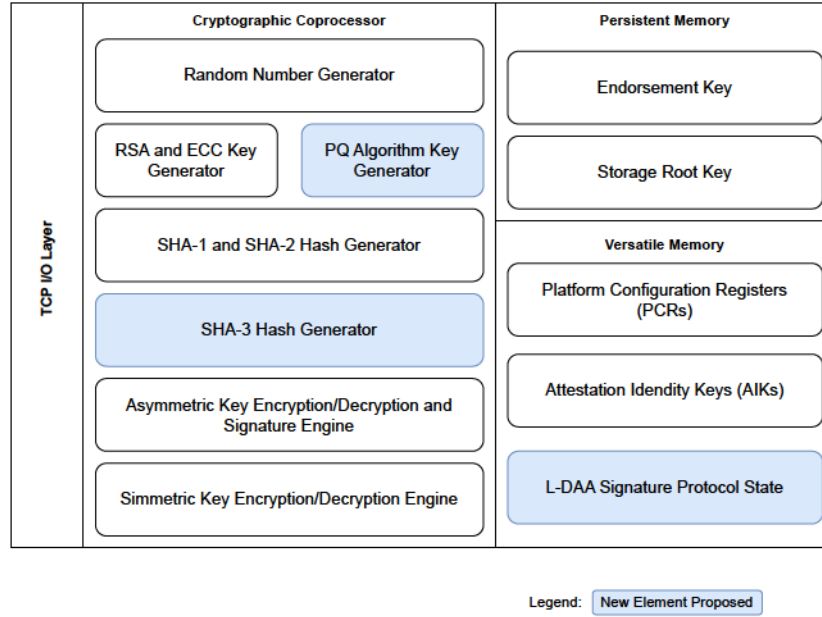 TCP I/O Layer
Cryptographic Coprocessor
Random Number Generator
RSA and ECC Key
Generator
PQ Algorithm Key
Generator
SHA-1 and SHA-2 Hash Generator
SHA-3 Hash Generator
Asymmetric Key Encryption/Decryption and
Signature Engine
Simmetric Key Encryption/Decryption Engine
Persistent Memory
Endorsement Key
Storage Root Key
Versatile Memory
Platform Configuration Registers
(PCRs)
Attestation Idendity Keys (AIKs)
L-DAA Signature Protocol State
Legend:
New Element Proposed